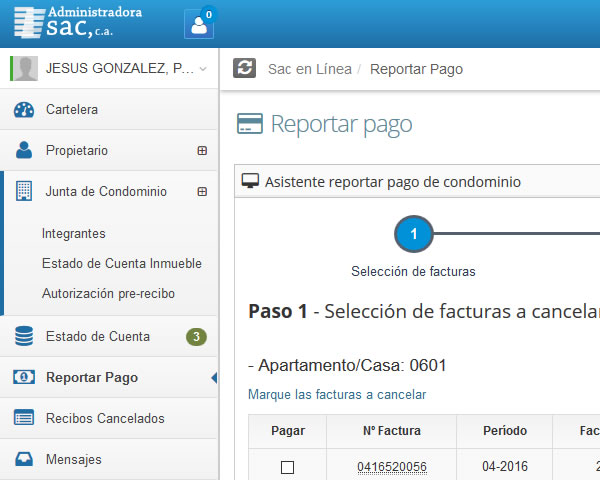 Administradora
sac, c.a.
0
JESUS GONZALEZ, P...
Sac en Línea / Reportar Pago
Cartelera
Propietario
Junta de Condominio
Integrantes
Estado de Cuenta Inmueble
Autorización pre-recibo
Estado de Cuenta 3
Reportar Pago
Recibos Cancelados
Mensajes
Reportar pago
Asistente reportar pago de condominio
1
Selección de facturas
Paso 1 - Selección de facturas a cancelar
- Apartamento/Casa: 0601
Marque las facturas a cancelar
Pagar Nº Factura Período Fac
0416520056 04-2016 2